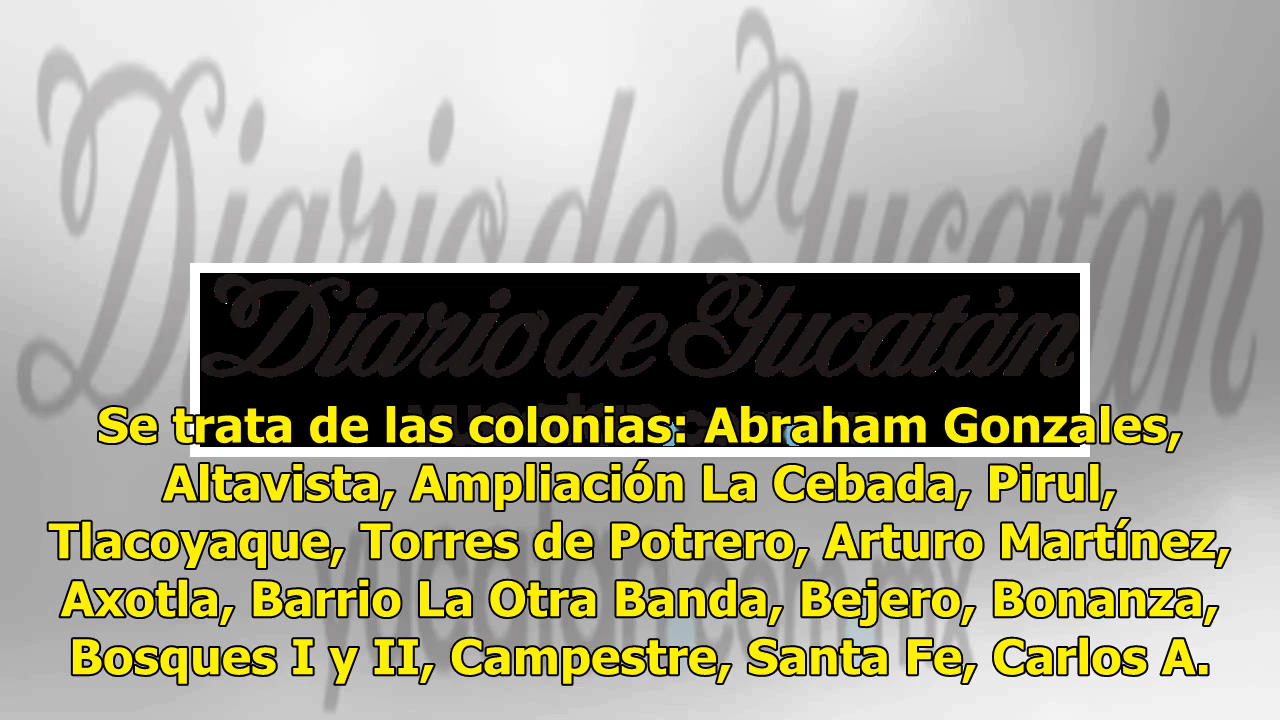 Diario de Yucatán
Diario de Yucatán
Se trata de las colonias: Abraham Gonzales,
Altavista, Ampliación La Cebada, Pirul,
Tlacoyaque, Torres de Potrero, Arturo Martínez,
Axotla, Barrio La Otra Banda, Bejero, Bonanza,
Bosques I y II, Campestre, Santa Fe, Carlos A.